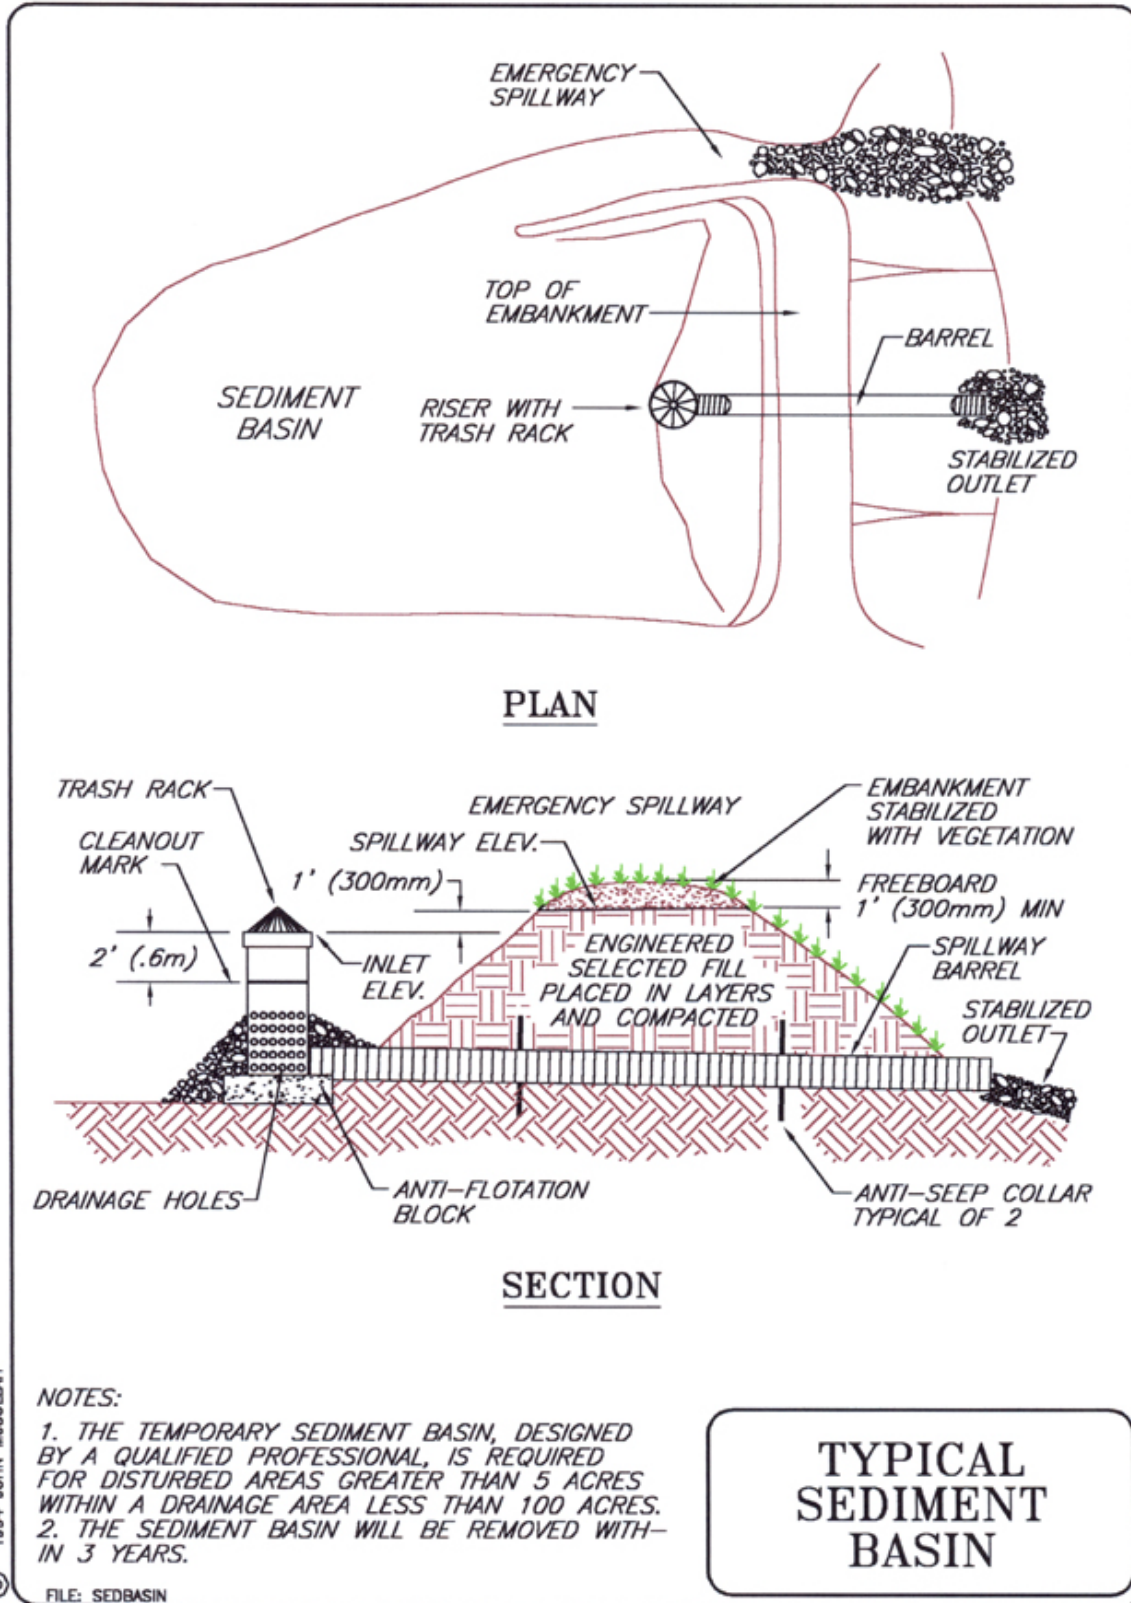 EMERGENCY
SPILLWAY
TOP OF
EMBANKMENT
BARREL
SEDIMENT
BASIN
RISER WITH
TRASH RACK
STABILIZED
OUTLET
PLAN
TRASH RACK
CLEANOUT
MARK
EMERGENCY SPILLWAY
SPILLWAY ELEV.
1' (300mm)
EMBANKMENT
STABILIZED
WITH VEGETATION
FREEBOARD
1' (300mm) MIN
2' (.6m)
INLET
ELEV.
ENGINEERED
SELECTED FILL
PLACED IN LAYERS
AND COMPACTED
SPILLWAY
BARREL
STABILIZED
OUTLET
DRAINAGE HOLES
ANTI-FLOTATION
BLOCK
ANTI-SEEP COLLAR
TYPICAL OF 2
SECTION
NOTES:
1. THE TEMPORARY SEDIMENT BASIN, DESIGNED
BY A QUALIFIED PROFESSIONAL, IS REQUIRED
FOR DISTURBED AREAS GREATER THAN 5 ACRES
WITHIN A DRAINAGE AREA LESS THAN 100 ACRES.
2. THE SEDIMENT BASIN WILL BE REMOVED WITH-
IN 3 YEARS.
FILE: SEDBASIN
TYPICAL
SEDIMENT
BASIN